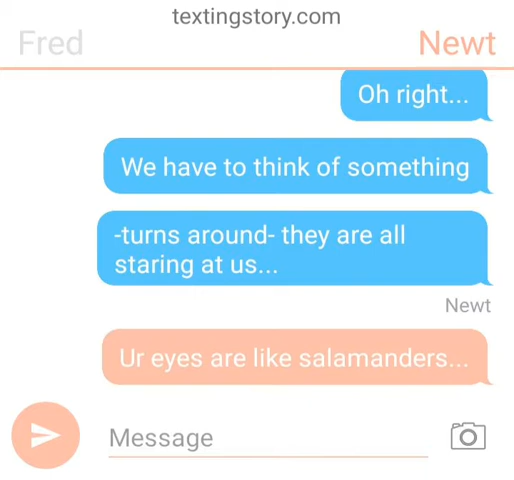 textingstory.com
Fred
Newt
Oh right...
We have to think of something
-turns around- they are all
staring at us...
Newt
Ur eyes are like salamanders...
Message